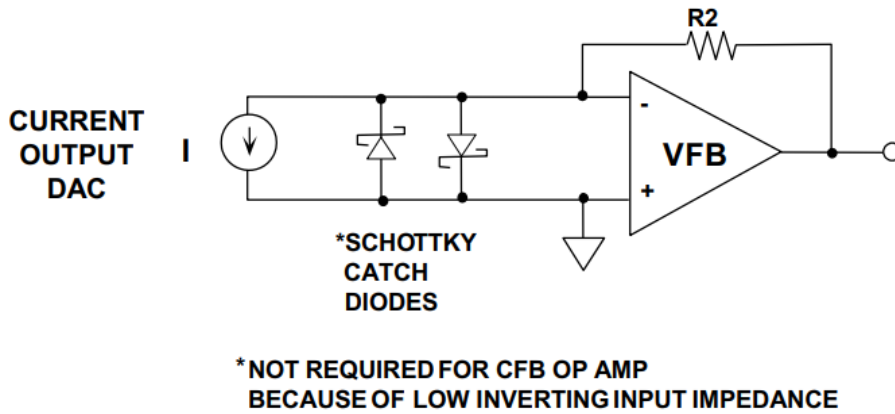 R2
CURRENT
OUTPUT
DAC
I
-
VFB
+
*SCHOTTKY
CATCH
DIODES
*NOT REQUIRED FOR CFB OP AMP
BECAUSE OF LOW INVERTING INPUT IMPEDANCE